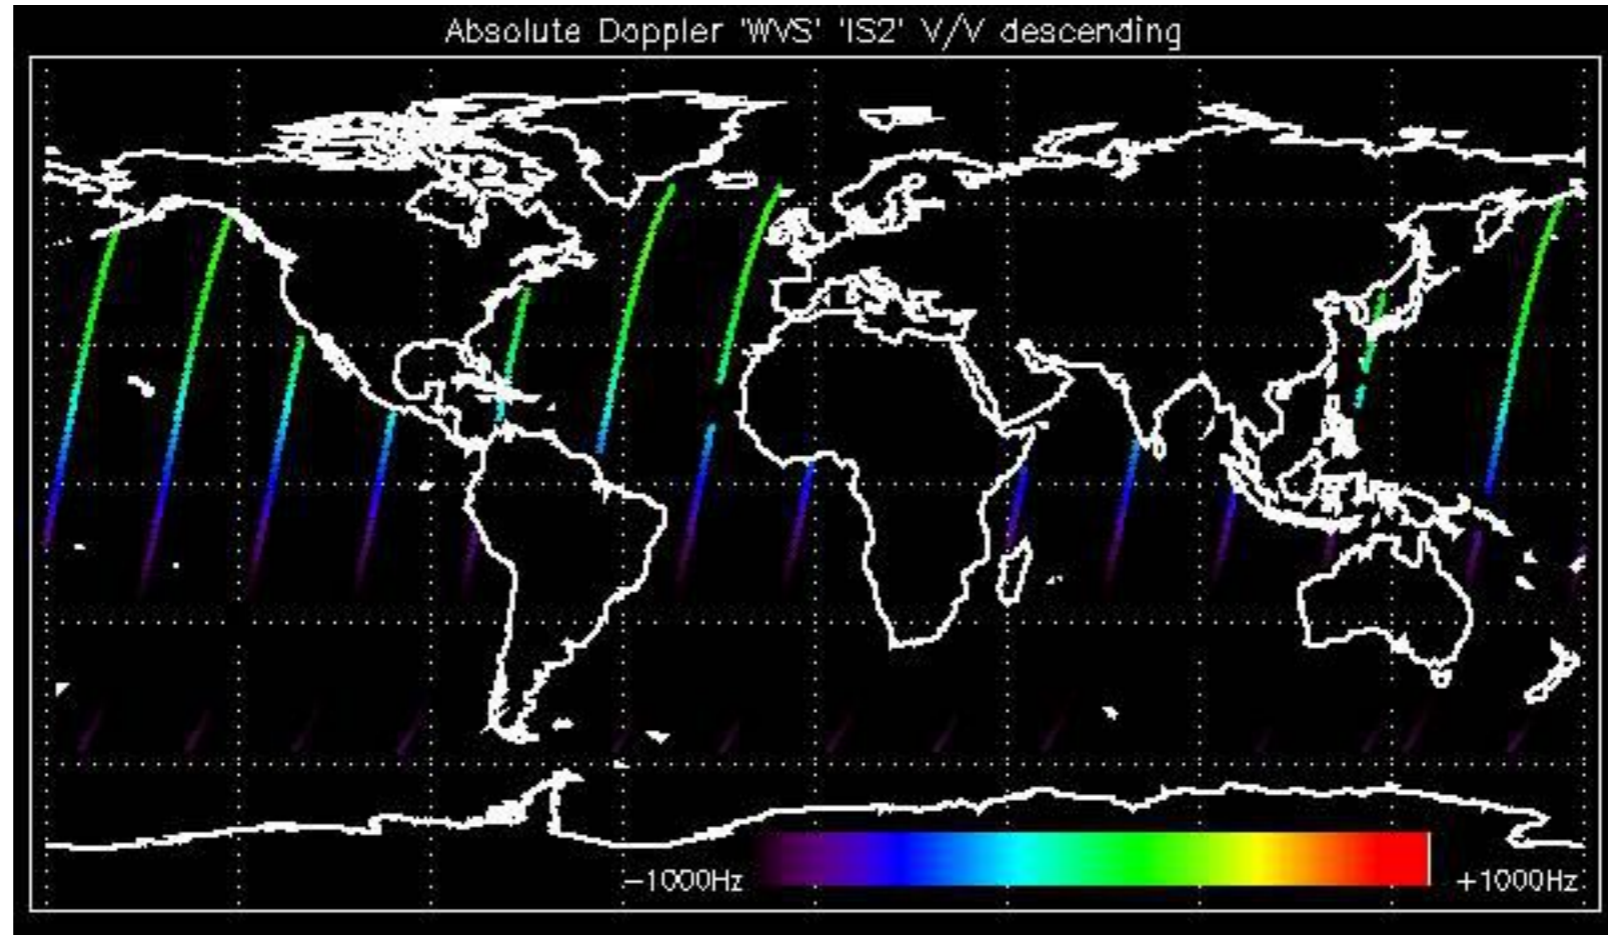 Absolute Doppler 'WVS' 'IS2' V/V descending
−1000Hz +1000Hz